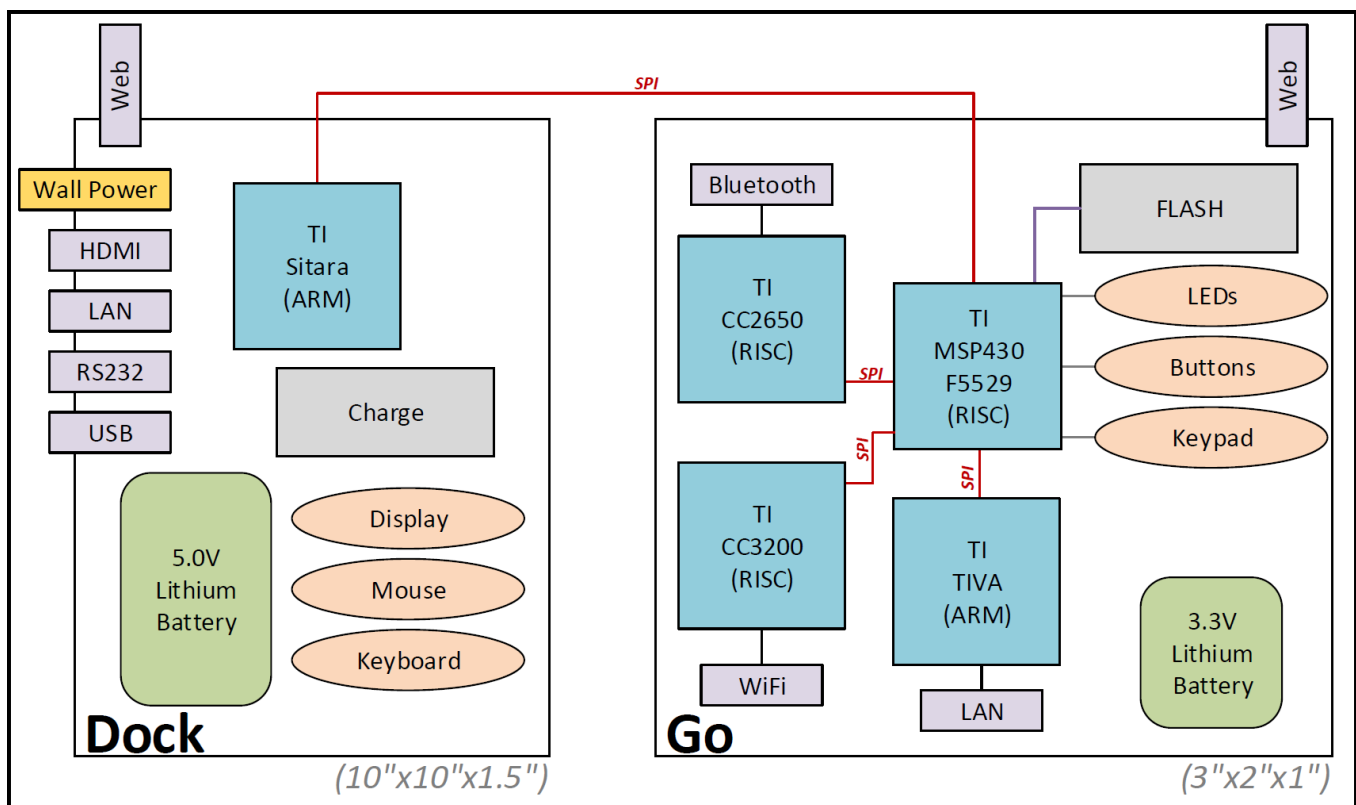 Web
Wall Power
HDMI
LAN
RS232
USB
TI
Sitara
(ARM)
Charge
5.0V
Lithium
Battery
Display
Mouse
Keyboard
Dock
(10"x10"x1.5")
SPI
Web
Bluetooth
TI
CC2650
(RISC)
SPI
TI
MSP430
F5529
(RISC)
FLASH
LEDs
Buttons
Keypad
SPI
SPI
TI
CC3200
(RISC)
WiFi
TI
TIVA
(ARM)
LAN
3.3V
Lithium
Battery
Go
(3"x2"x1")